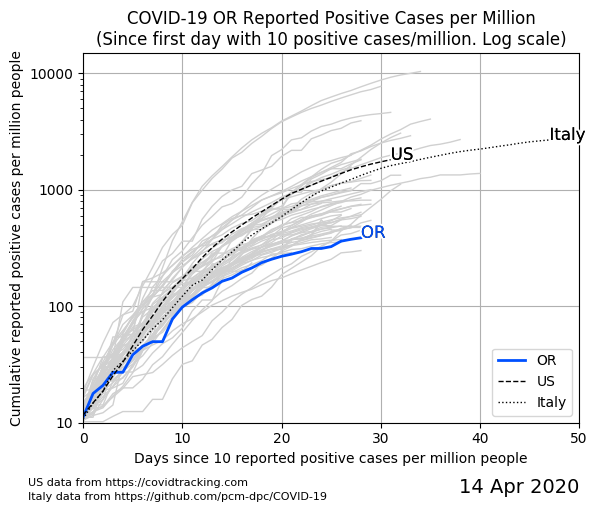 COVID-19 OR Reported Positive Cases per Million
(Since first day with 10 positive cases/million. Log scale)
Cumulative reported positive cases per million people
10000
1000
100
10
Italy
US
OR
OR
US
Italy
0
10
20
30
40
50
Days since 10 reported positive cases per million people
US data from https://covidtracking.com
Italy data from https://github.com/pcm-dpc/COVID-19
14 Apr 2020